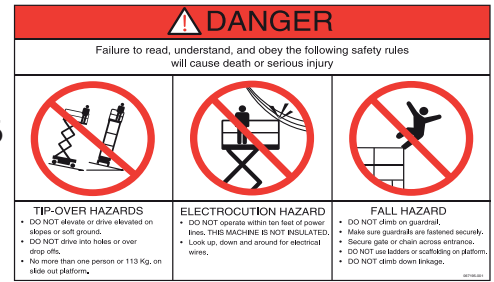 DANGER
Failure to read, understand, and obey the following safety rules
will cause death or serious injury
TIP-OVER HAZARDS
• DO NOT elevate or drive elevated on
slopes or soft ground.
• DO NOT drive into holes or over
drop offs.
• No more than one person or 113 Kg, on
slide out platform.
ELECTROCUTION HAZARD
• DO NOT operate within ten feet of power
lines. THIS MACHINE IS NOT INSULATED.
• Look up, down and around for electrical
wires.
FALL HAZARD
• DO NOT climb on guardrail.
• Make sure guardrails are fastened securely.
• Secure gate or chain across entrance.
• DO NOT use ladders or scaffolding on platform.
• DO NOT climb down linkage.